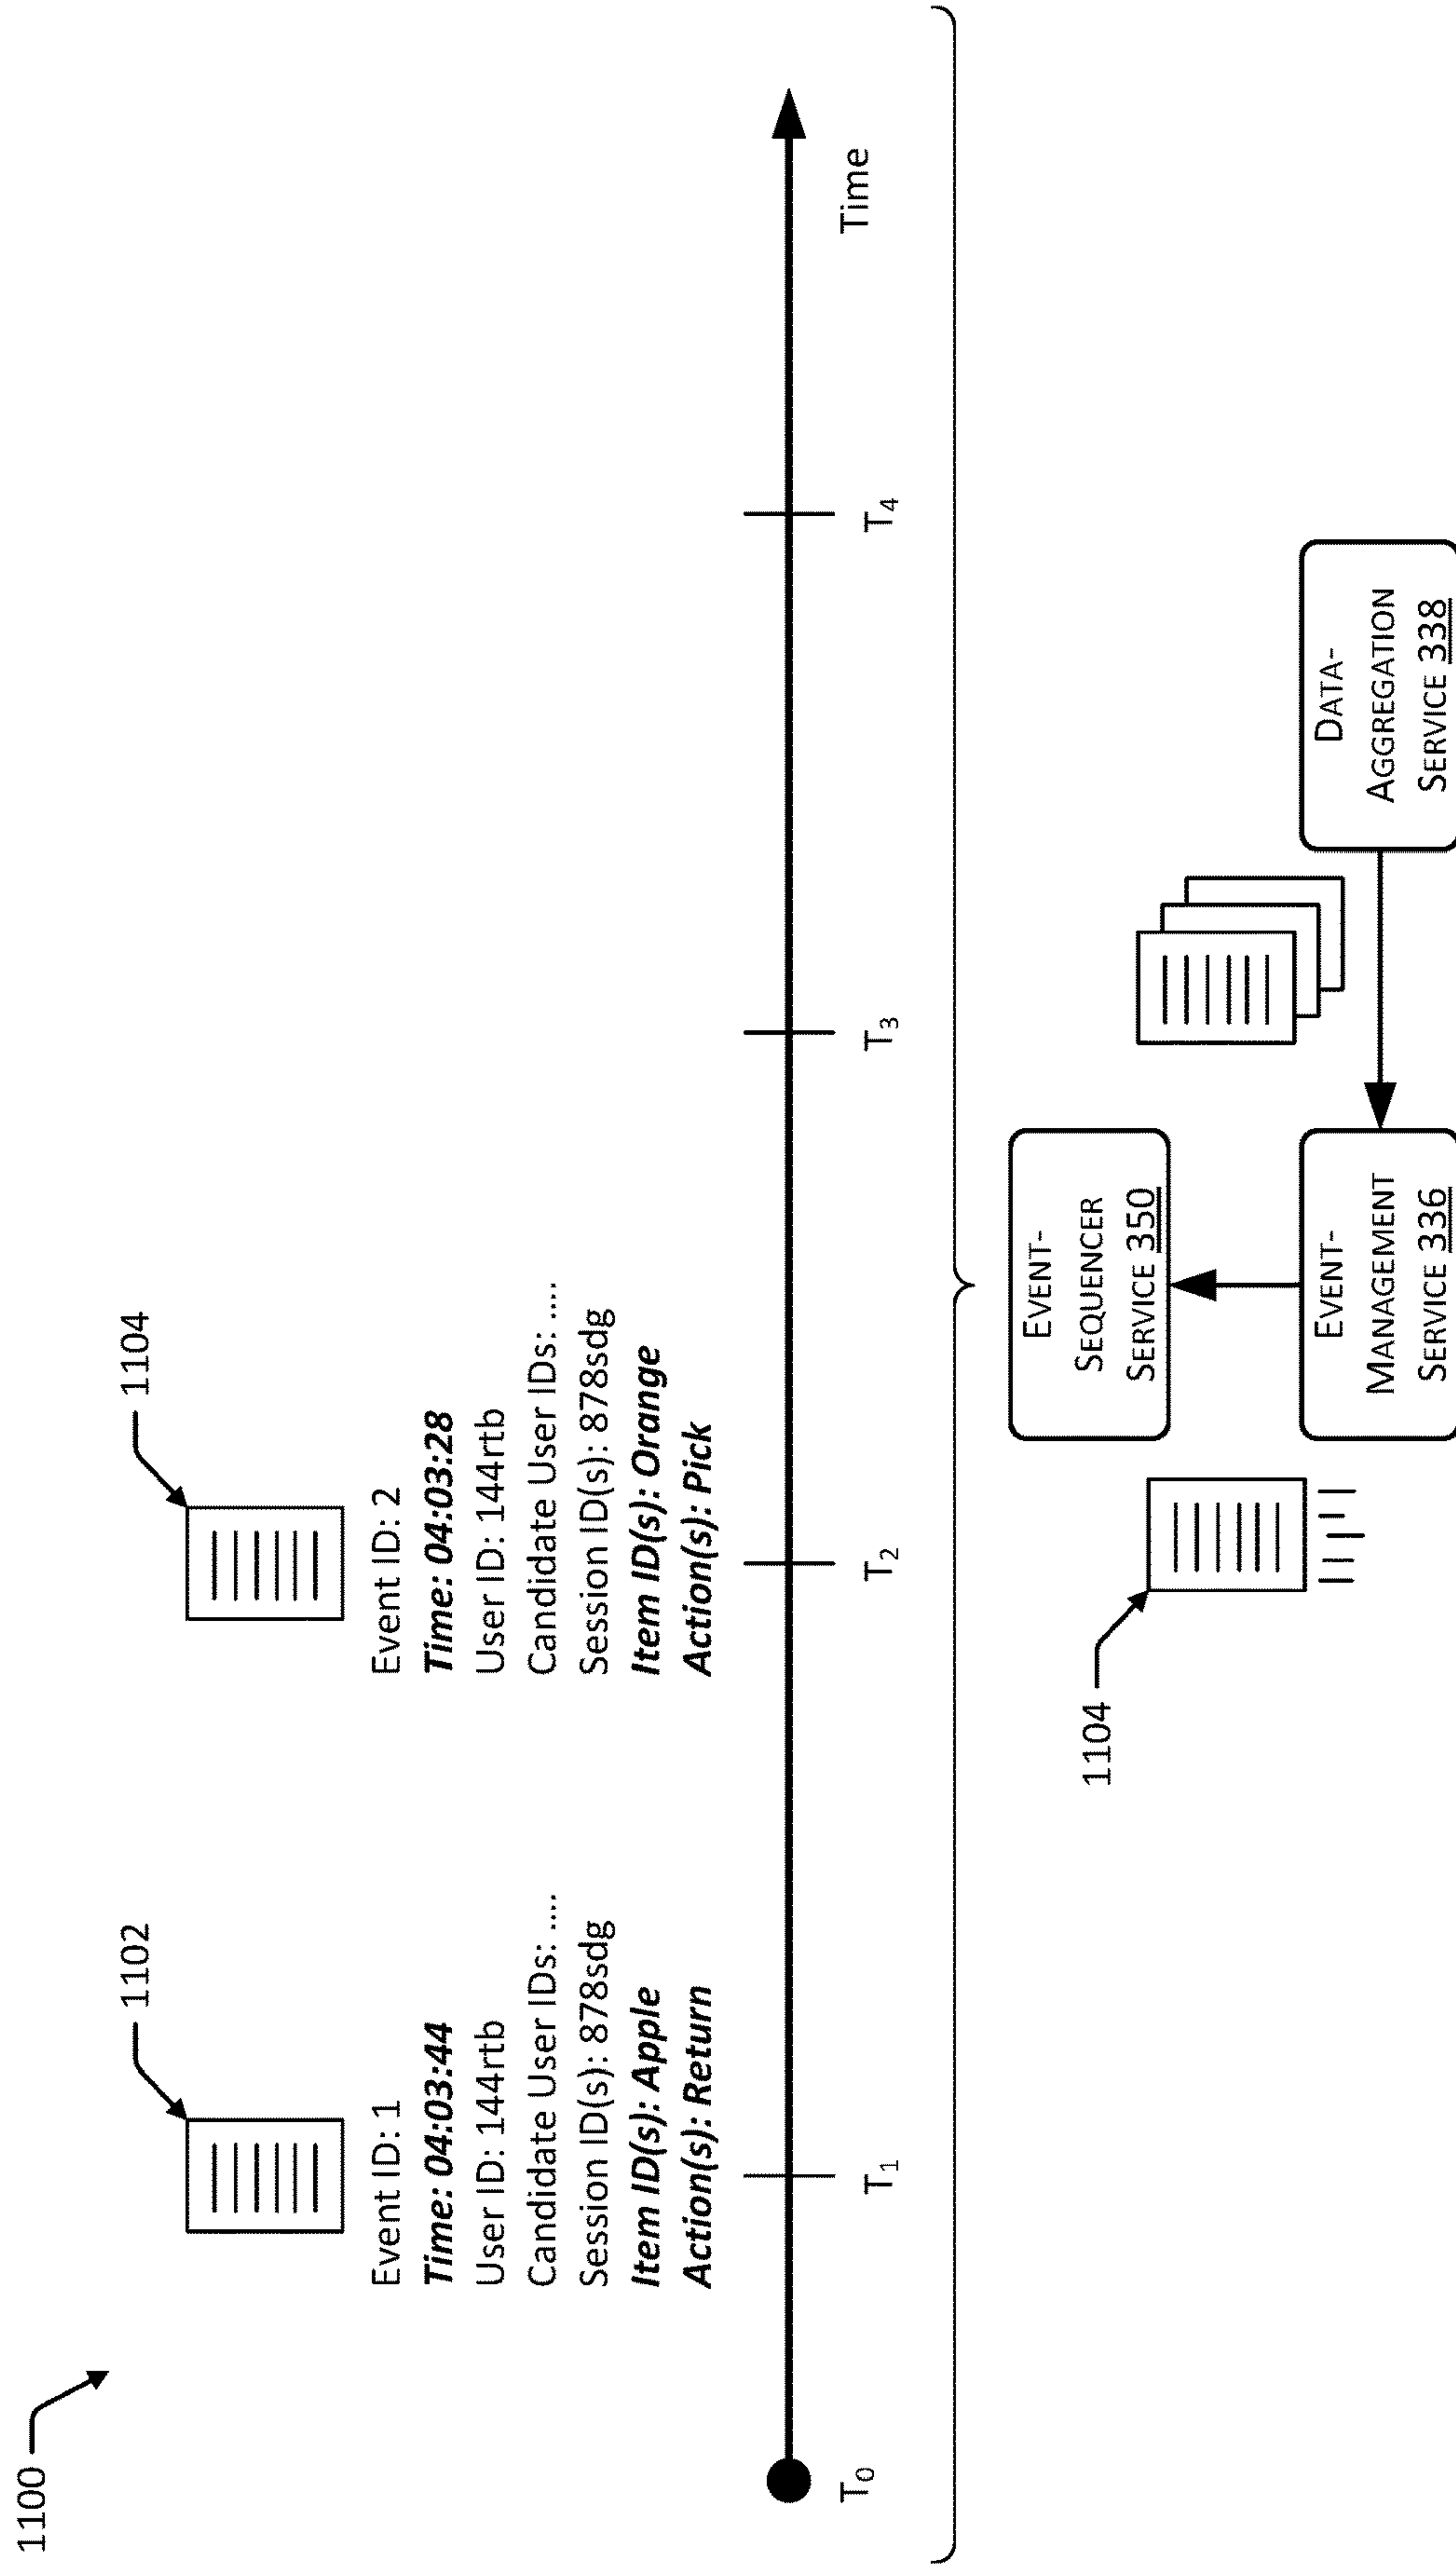 1100
1102
Event ID: 1
Time: 04:03:44
User ID: 144rtb
Candidate User IDs: ....
Session ID(s): 878sdg
Item ID(s): Apple
Action(s): Return
1104
Event ID: 2
Time: 04:03:28
User ID: 144rtb
Candidate User IDs: ....
Session ID(s): 878sdg
Item ID(s): Orange
Action(s): Pick
T0
T1
T2
T3
T4
Time
1104
EVENT-
SEQUENCER
SERVICE 350
EVENT-
MANAGEMENT
SERVICE 336
DATA-
AGGREGATION
SERVICE 338